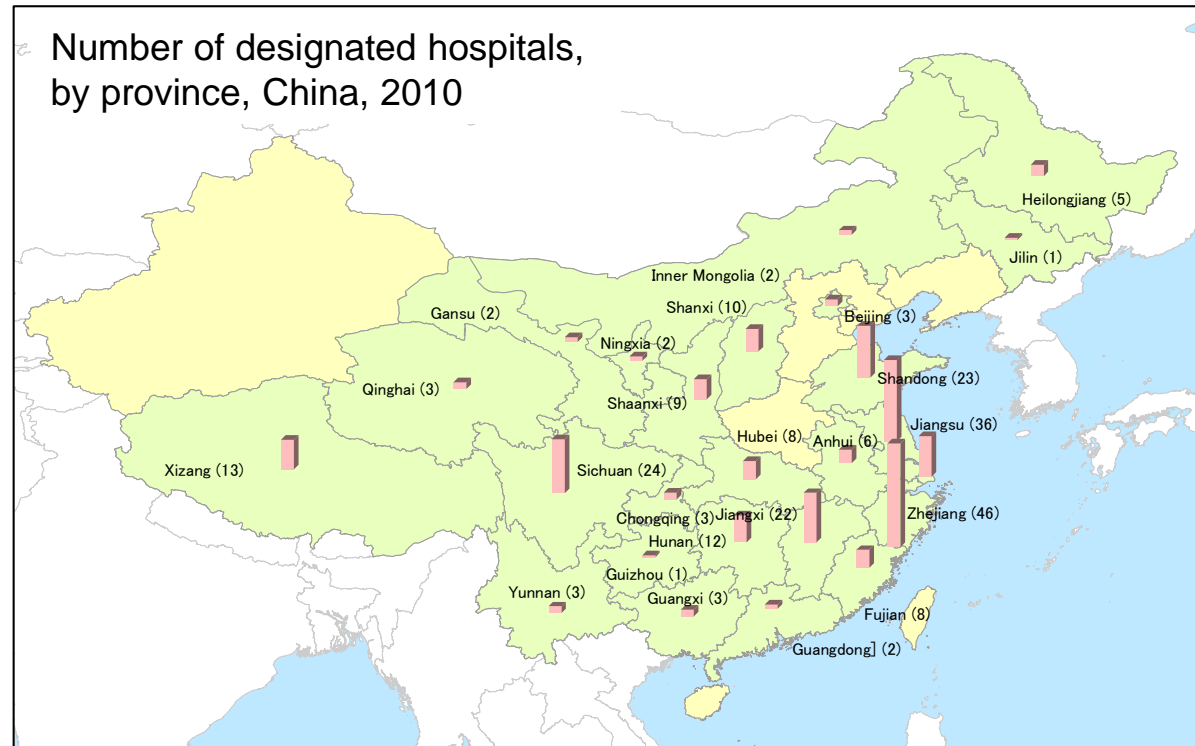 Number of designated hospitals,
by province, China, 2010
Heilongjiang (5)
Jilin (1)
Inner Mongolia (2)
Shanxi (10)
Gansu (2)
Beijing (3)
Ningxia (2)
Shandong (23)
Qinghai (3)
Shaanxi (9)
Jiangsu (36)
Hubei (8)
Anhui (6)
Xizang (13)
Sichuan (24)
Zhejiang (46)
Chongqing (3)
Jiangxi (22)
Hunan (12)
Guizhou (1)
Yunnan (3)
Guangxi (3)
Fujian (8)
Guangdong] (2)